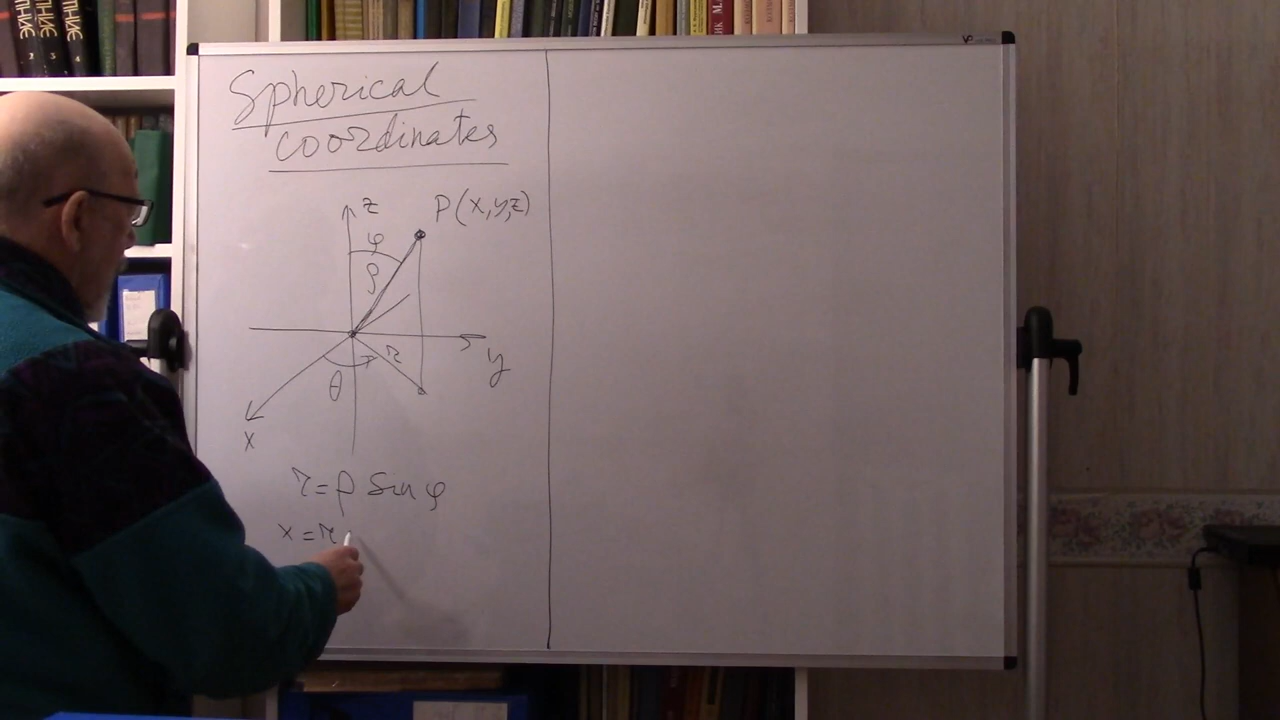 Spherical
coordinates
z
P(x,y,z)
φ
ρ
r
θ
y
x
r = ρ sin φ
x = r